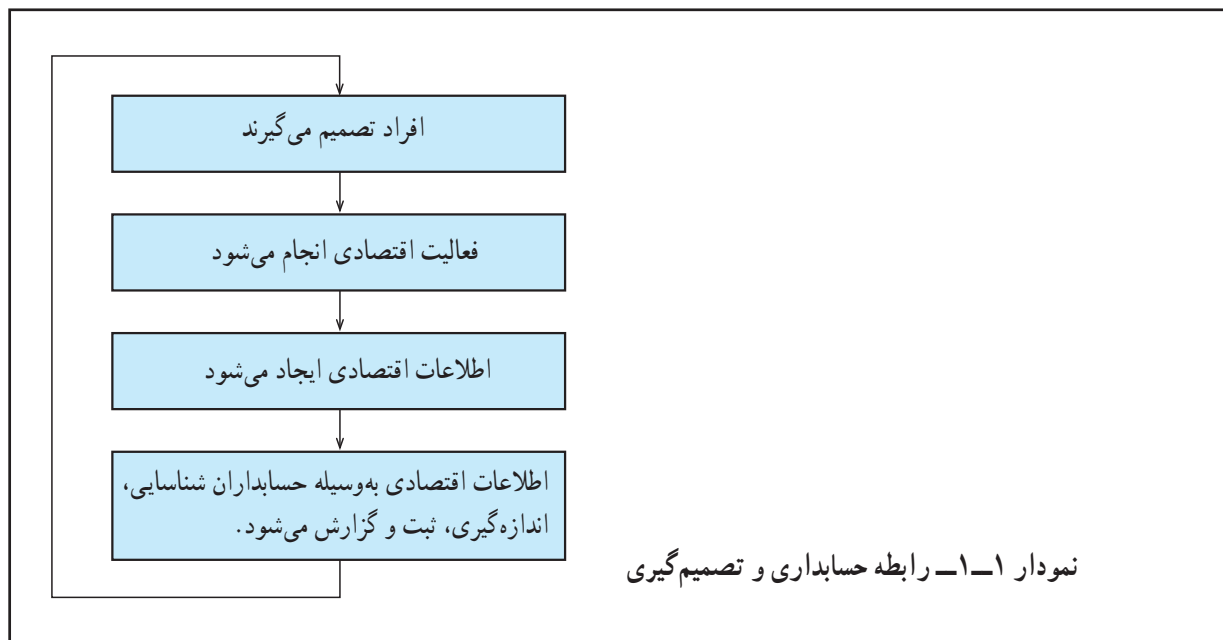 افراد تصمیم می‌گیرند
فعالیت اقتصادی انجام می‌شود
اطلاعات اقتصادی ایجاد می‌شود
اطلاعات اقتصادی به‌وسیله حسابداران شناسایی،
اندازه‌گیری، ثبت و گزارش می‌شود.
نمودار ۱ــ۱ــ رابطه حسابداری و تصمیم‌گیری